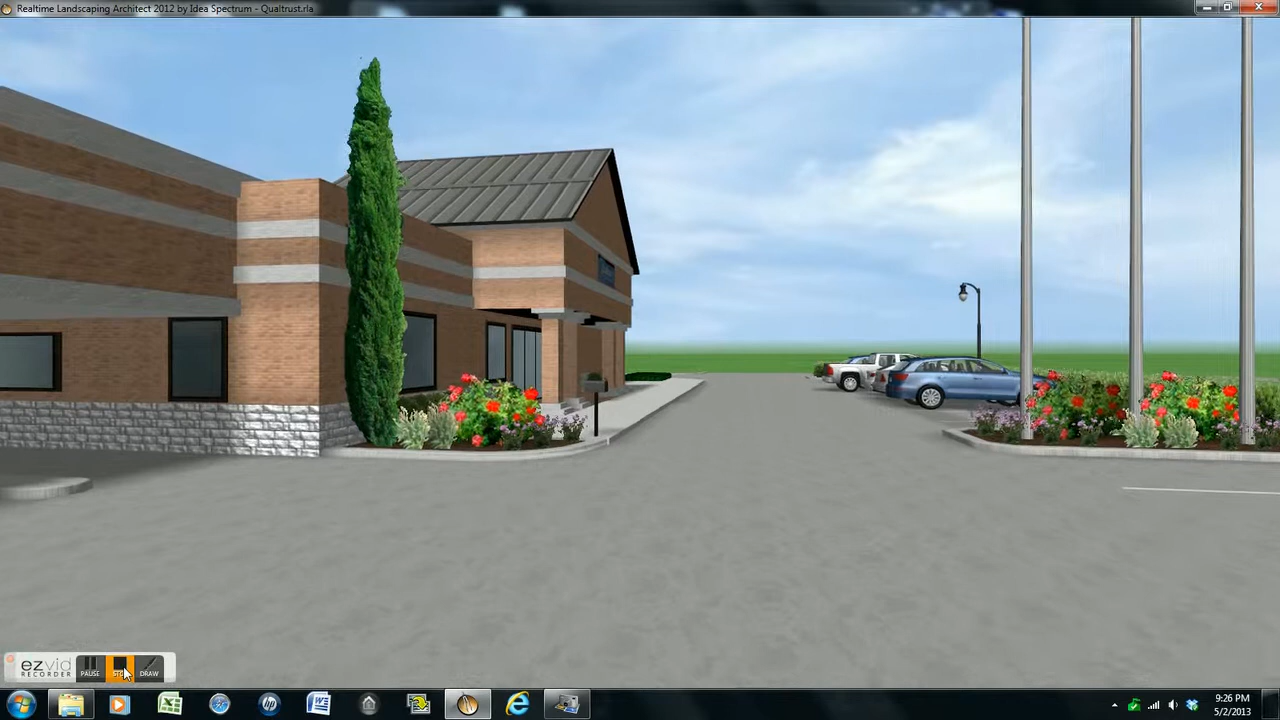 Realtime Landscaping Architect 2012 by Idea Spectrum - Qualtrust.rla
ezvid
RECORDER
PAUSE
DRAW
9:26 PM
5/2/2013